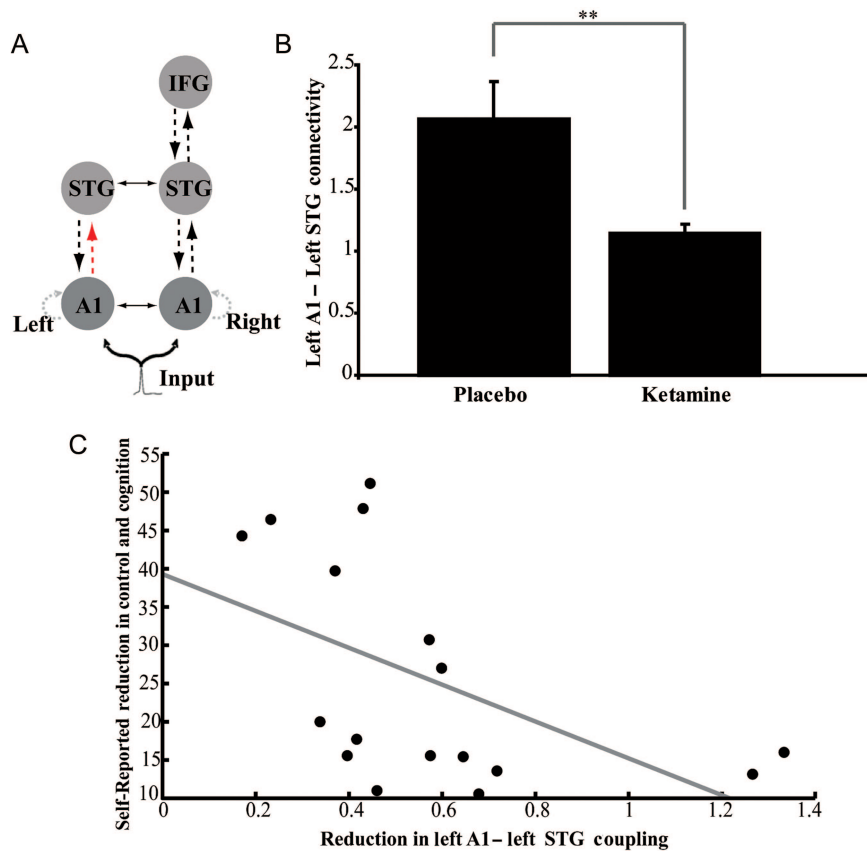 A
IFG
STG STG
A1 A1
Left Right
Input
B
**
Left A1– Left STG connectivity
2.5
2
1.5
1
0.5
0
Placebo Ketamine
C
Self-Reported reduction in control and cognition
55
50
45
40
35
30
25
20
15
10
0 0.2 0.4 0.6 0.8 1 1.2 1.4
Reduction in left A1– left STG coupling